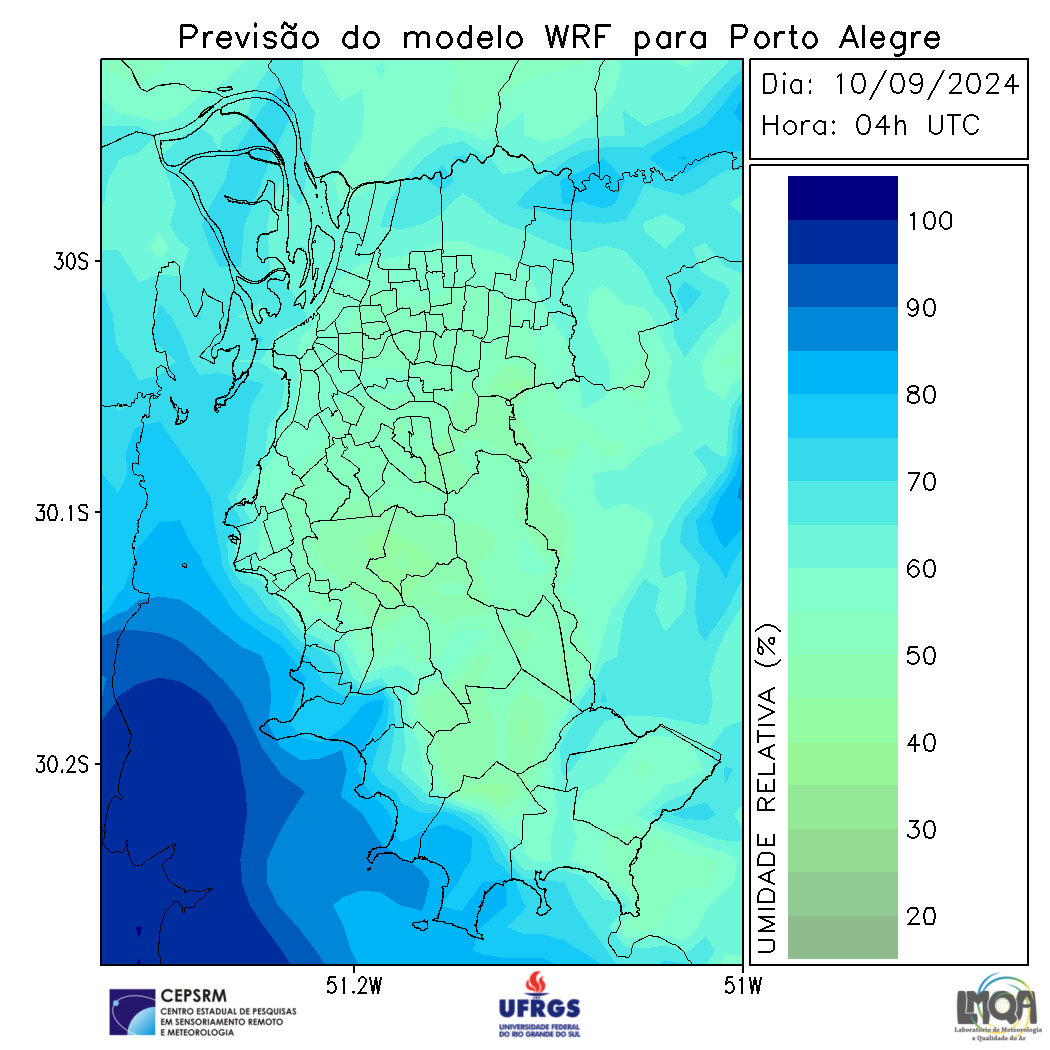 Previsão do modelo WRF para Porto Alegre
Dia: 10/09/2024
Hora: 04h UTC
30S
30.1S
30.2S
51.2W
51W
UMIDADE RELATIVA (%)
100
90
80
70
60
50
40
30
20
CEPSRM
CENTRO ESTADUAL DE PESQUISAS
EM SENSORIAMENTO REMOTO
E METEOROLOGIA
UFRGS
UNIVERSIDADE FEDERAL
DO RIO GRANDE DO SUL
LMQA
Laboratório de Meteorologia
e Qualidade do Ar